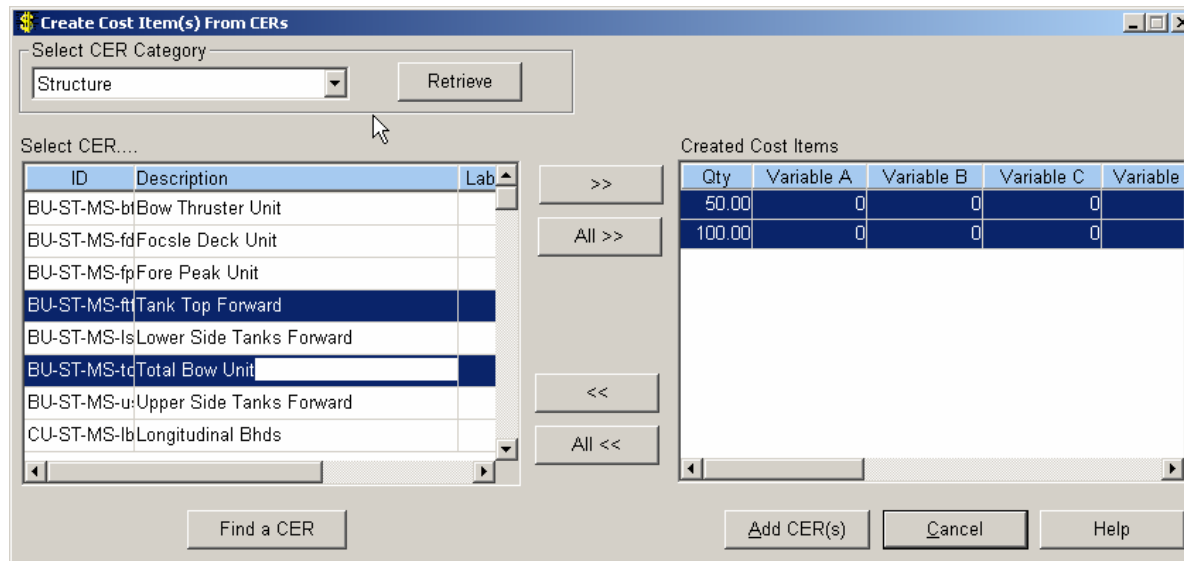 Create Cost Item(s) From CERs
Select CER Category
Structure
Retrieve
Select CER....
ID Description Lab
BU-ST-MS-bt Bow Thruster Unit
BU-ST-MS-fd Focsle Deck Unit
BU-ST-MS-fp Fore Peak Unit
BU-ST-MS-ftt Tank Top Forward
BU-ST-MS-ls Lower Side Tanks Forward
BU-ST-MS-to Total Bow Unit
BU-ST-MS-u Upper Side Tanks Forward
CU-ST-MS-lb Longitudinal Bhds
>>
All >>
<<
All <<
Created Cost Items
Qty Variable A Variable B Variable C Variable
50.00 0 0 0
100.00 0 0 0
Find a CER
Add CER(s)
Cancel
Help